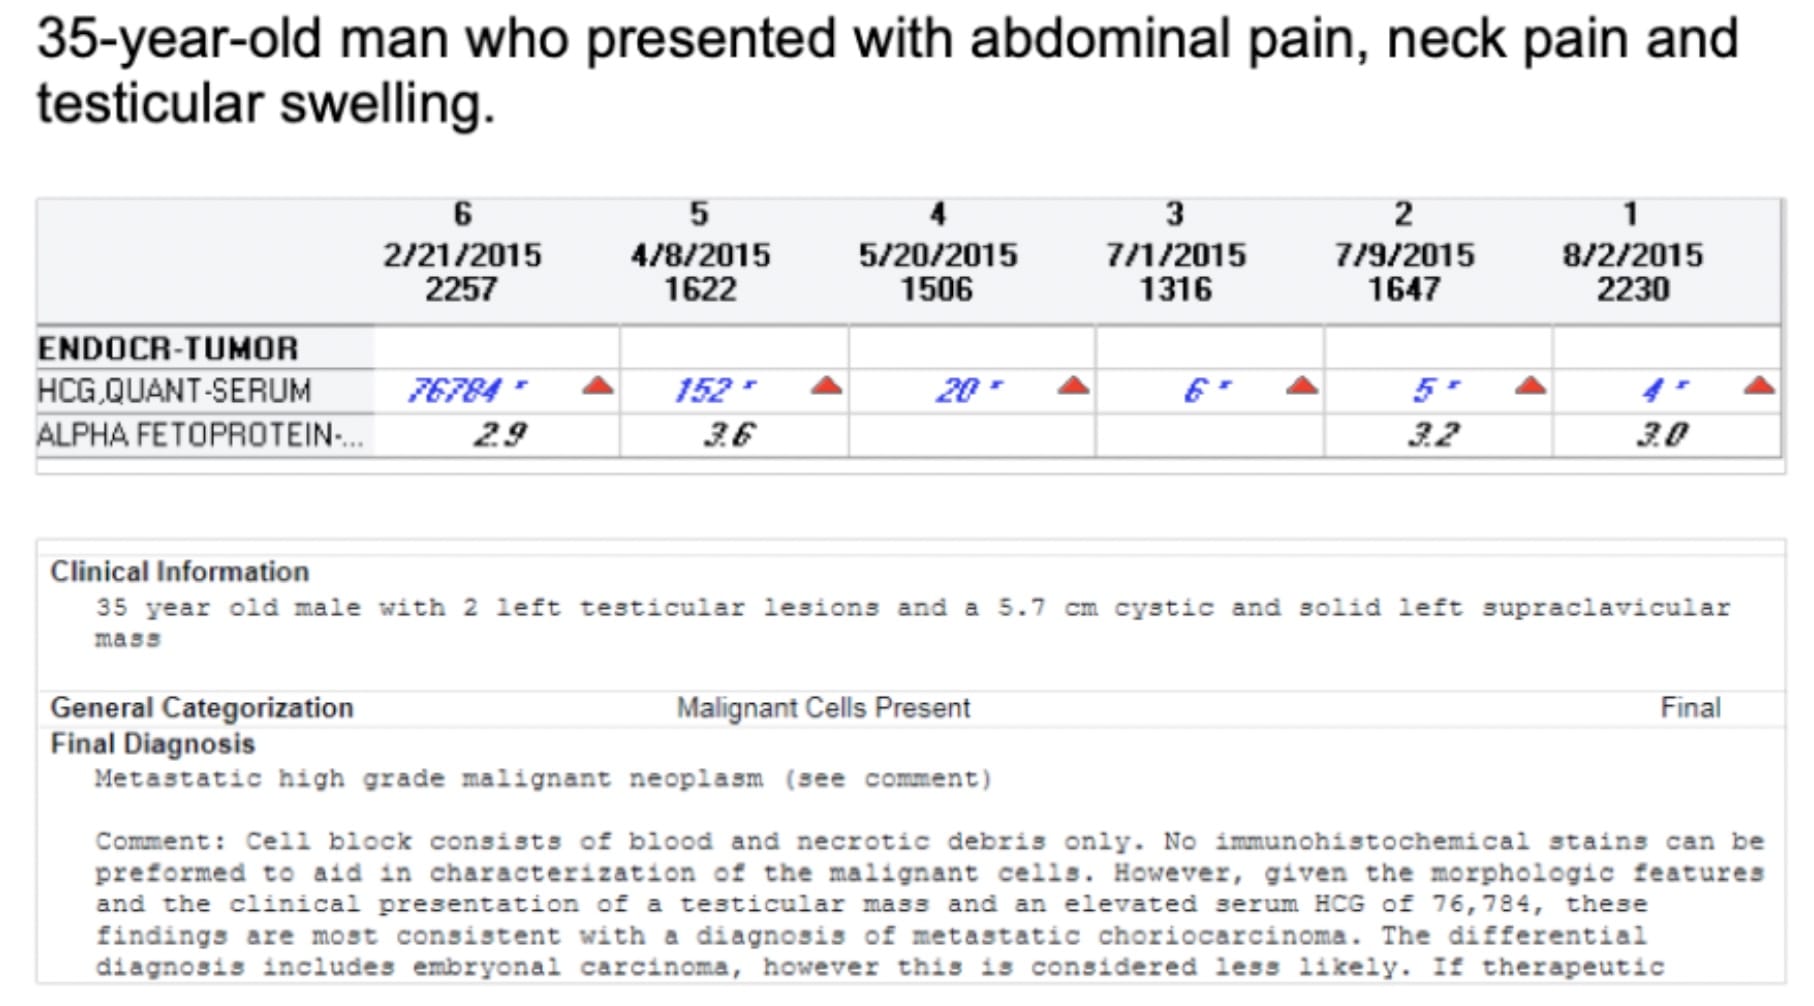 35-year-old man who presented with abdominal pain, neck pain and
testicular swelling.
6 5 4 3 2 1
2/21/2015 4/8/2015 5/20/2015 7/1/2015 7/9/2015 8/2/2015
2257 1622 1506 1316 1647 2230
ENDOCR-TUMOR
HCG,QUANT-SERUM 76784 * 152 * 20 * 6 * 5 * 4 *
ALPHA FETOPROTEIN-... 2.9 3.6 3.2 3.0
Clinical Information
35 year old male with 2 left testicular lesions and a 5.7 cm cystic and solid left supraclavicular
mass
General Categorization Malignant Cells Present Final
Final Diagnosis
Metastatic high grade malignant neoplasm (see comment)
Comment: Cell block consists of blood and necrotic debris only. No immunohistochemical stains can be
preformed to aid in characterization of the malignant cells. However, given the morphologic features
and the clinical presentation of a testicular mass and an elevated serum HCG of 76,784, these
findings are most consistent with a diagnosis of metastatic choriocarcinoma. The differential
diagnosis includes embryonal carcinoma, however this is considered less likely. If therapeutic